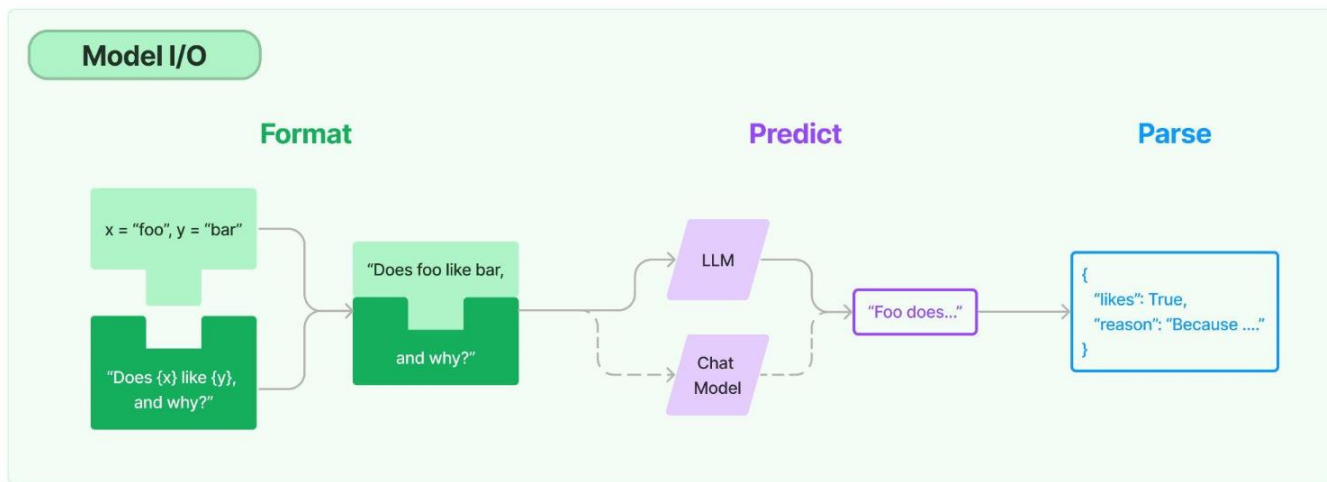 Model I/O
Format
Predict
Parse
x = “foo”, y = “bar”
“Does {x} like {y},
and why?”
“Does foo like bar,
and why?”
LLM
Chat
Model
“Foo does...”
{
“likes”: True,
“reason”: “Because ....”
}